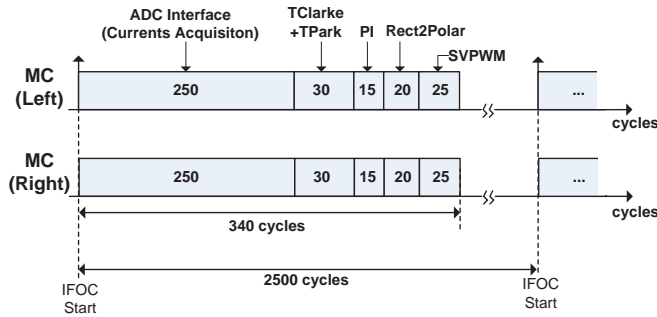 ADC Interface
(Currents Acquisiton)
TClarke
+TPark
PI
Rect2Polar
SVPWM
MC
(Left)
250
30
15
20
25
...
cycles
MC
(Right)
250
30
15
20
25
...
cycles
340 cycles
2500 cycles
IFOC
Start
IFOC
Start